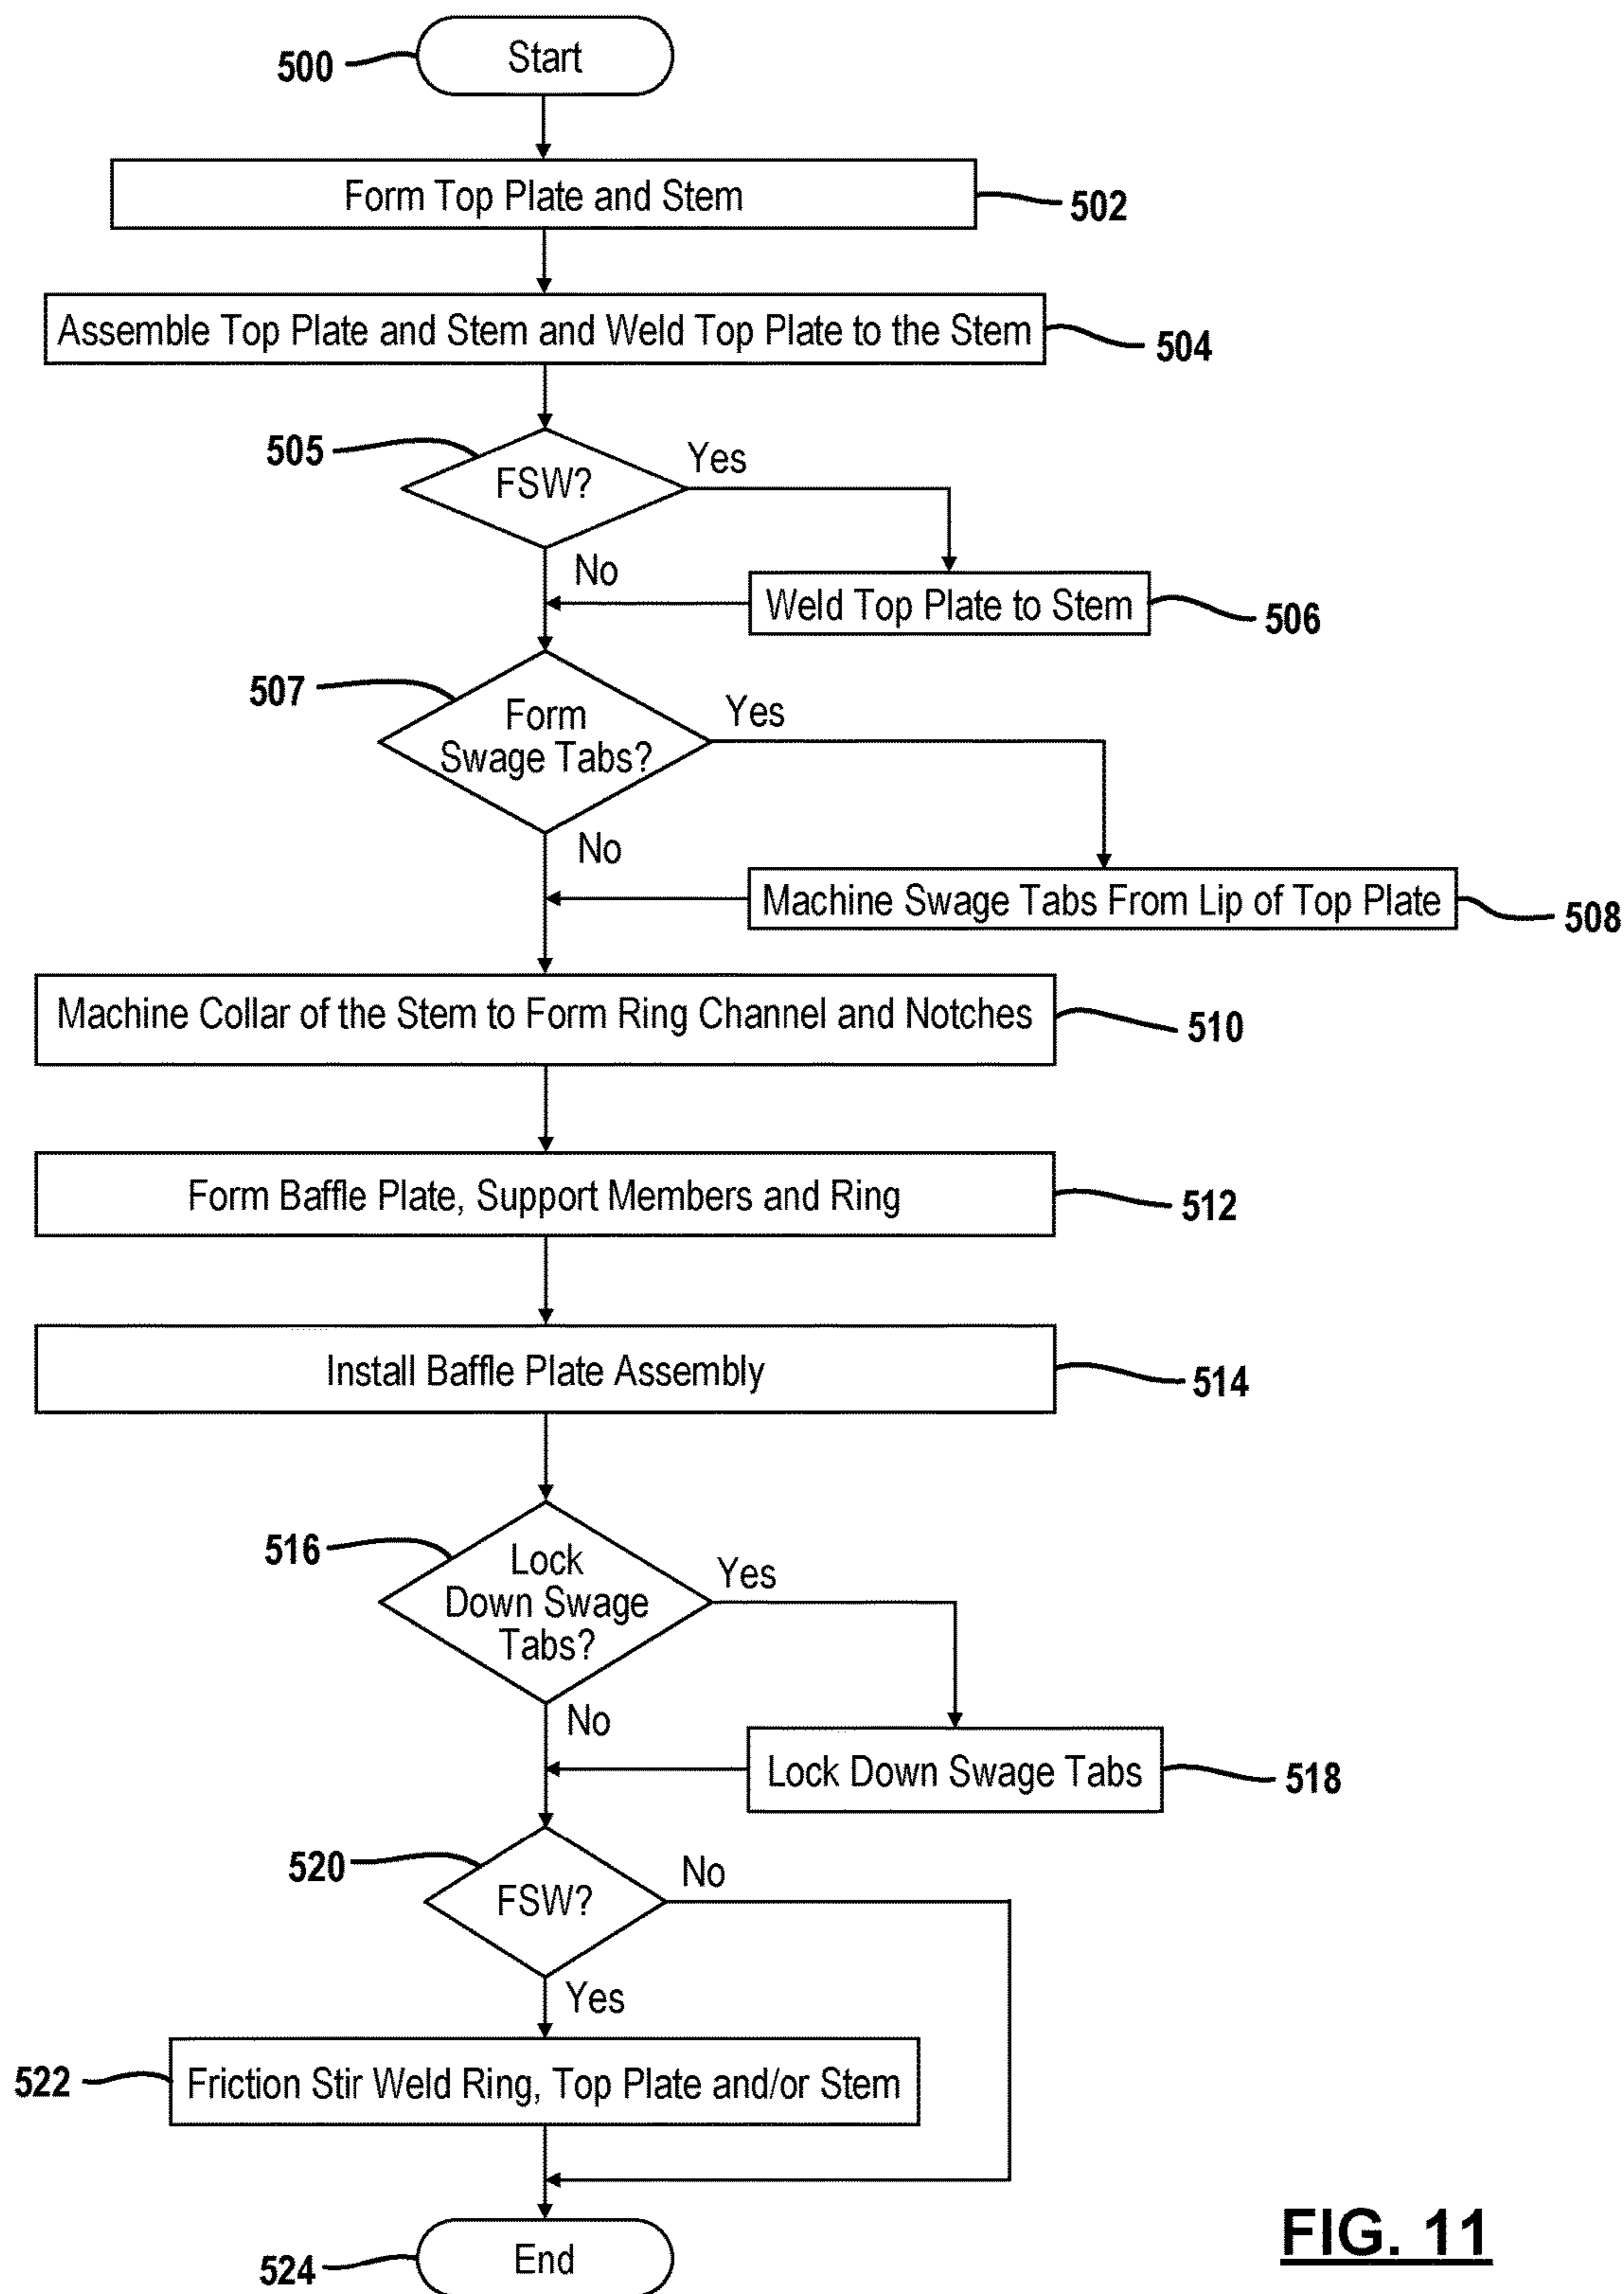 500
Start
Form Top Plate and Stem
502
Assemble Top Plate and Stem and Weld Top Plate to the Stem
504
505
FSW?
Yes
No
Weld Top Plate to Stem
506
507
Form
Swage Tabs?
Yes
No
Machine Swage Tabs From Lip of Top Plate
508
Machine Collar of the Stem to Form Ring Channel and Notches
510
Form Baffle Plate, Support Members and Ring
512
Install Baffle Plate Assembly
514
516
Lock
Down Swage
Tabs?
Yes
No
Lock Down Swage Tabs
518
520
FSW?
No
Yes
522
Friction Stir Weld Ring, Top Plate and/or Stem
524
End
FIG. 11